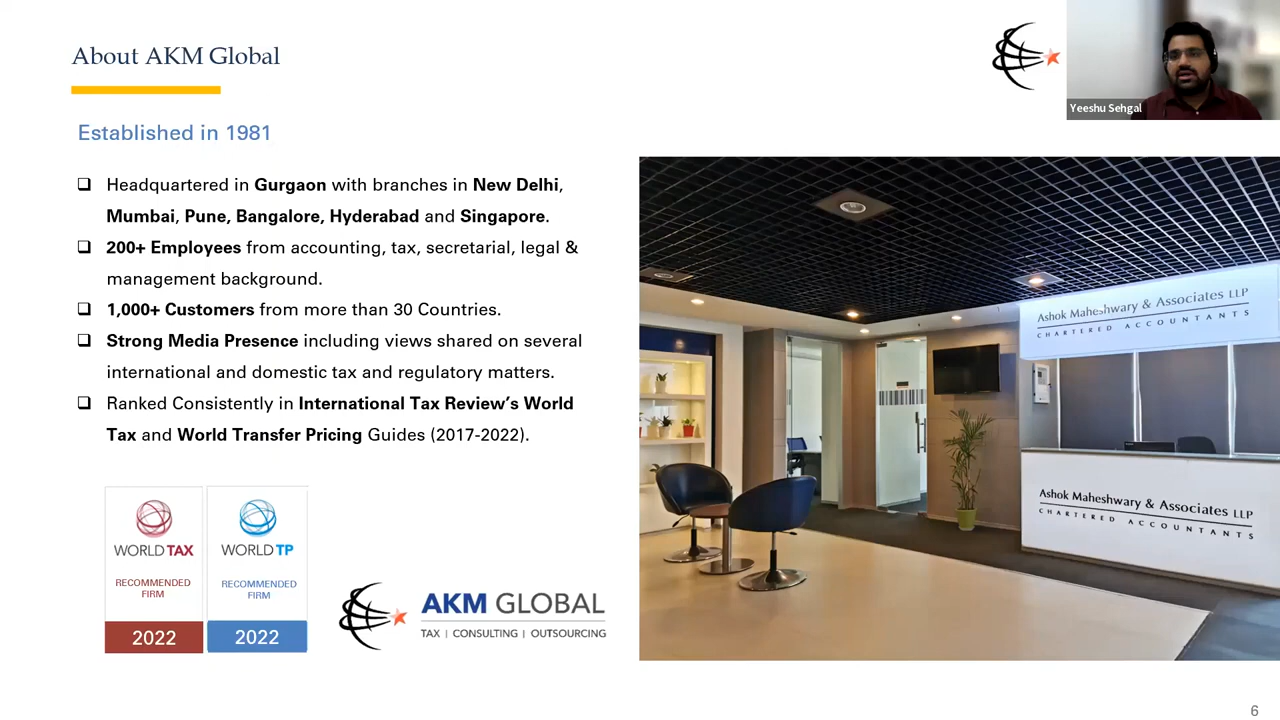 About AKM Global
Yeeshu Sehgal
Established in 1981
❑ Headquartered in Gurgaon with branches in New Delhi,
Mumbai, Pune, Bangalore, Hyderabad and Singapore.
❑ 200+ Employees from accounting, tax, secretarial, legal &
management background.
❑ 1,000+ Customers from more than 30 Countries.
❑ Strong Media Presence including views shared on several
international and domestic tax and regulatory matters.
❑ Ranked Consistently in International Tax Review's World
Tax and World Transfer Pricing Guides (2017-2022).
WORLD TAX
RECOMMENDED
FIRM
2022
WORLD TP
RECOMMENDED
FIRM
2022
AKM GLOBAL
TAX | CONSULTING | OUTSOURCING
Ashok Maheshwary & Associates LLP
CHARTERED ACCOUNTANTS
Ashok Maheshwary & Associates LLP
CHARTERED ACCOUNTANTS
6